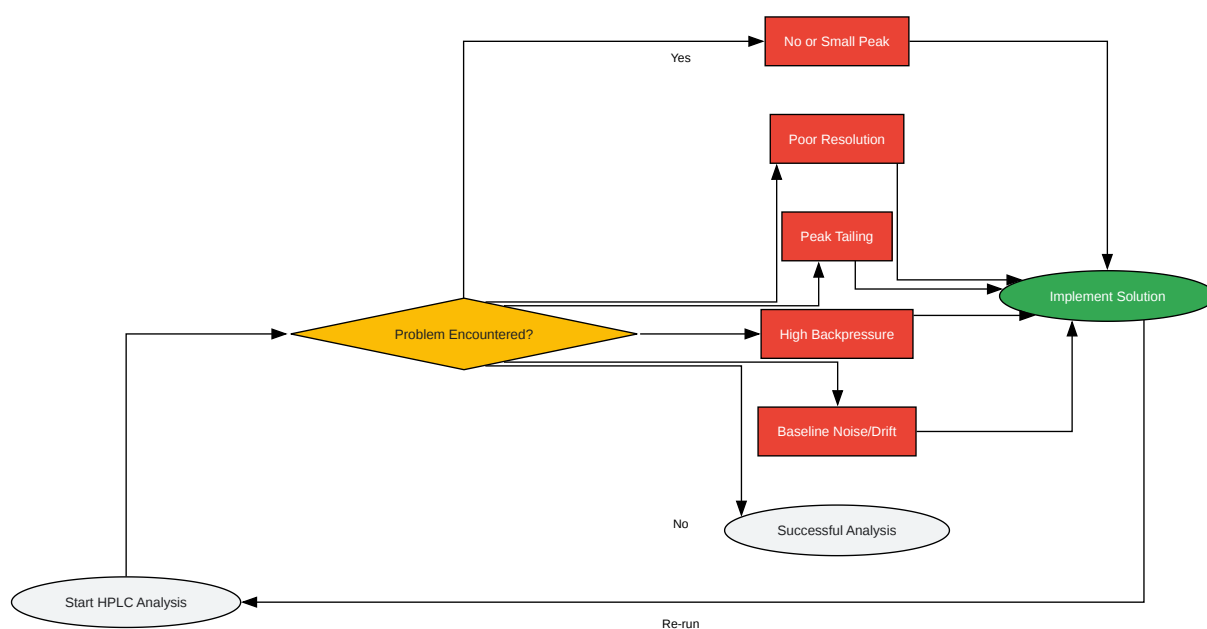 No or Small Peak
Yes
Poor Resolution
Peak Tailing
Implement Solution
Problem Encountered?
High Backpressure
Baseline Noise/Drift
No
Successful Analysis
Start HPLC Analysis
Re-run